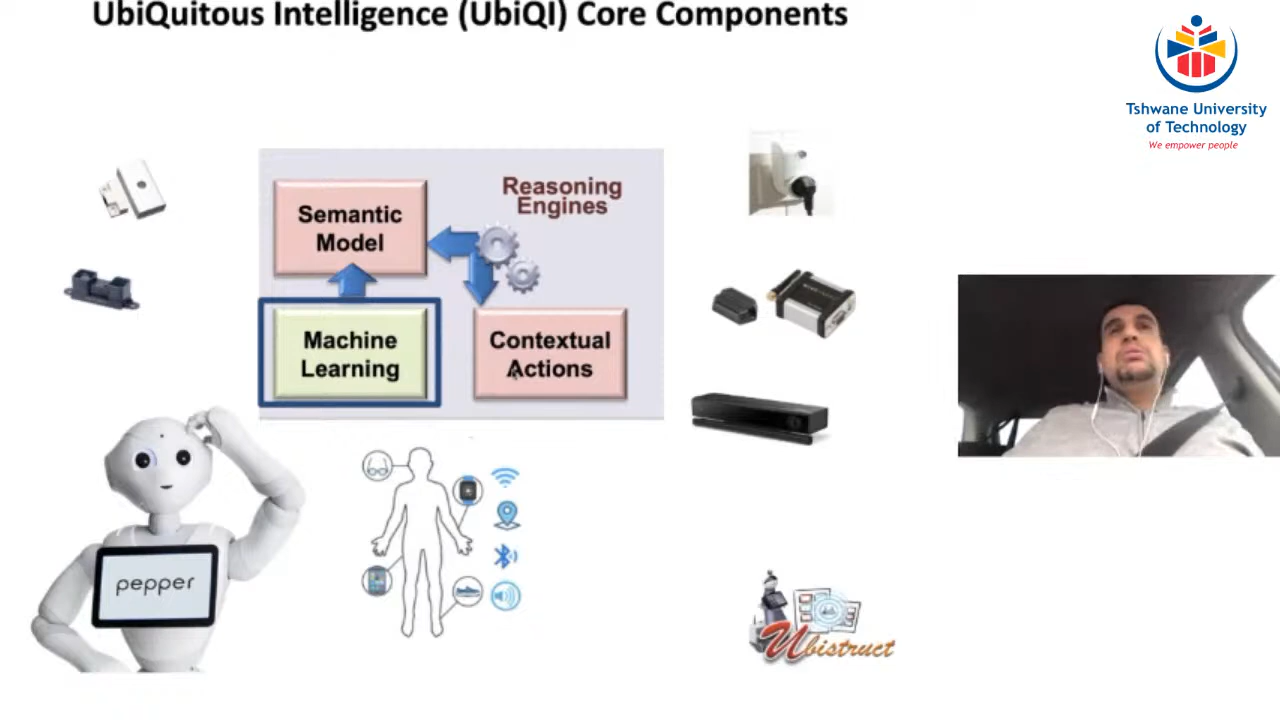 UbiQuitous Intelligence (UbiQI) Core Components
Tshwane University
of Technology
We empower people
Reasoning
Engines
Semantic
Model
Machine
Learning
Contextual
Actions
pepper
Ubistruct